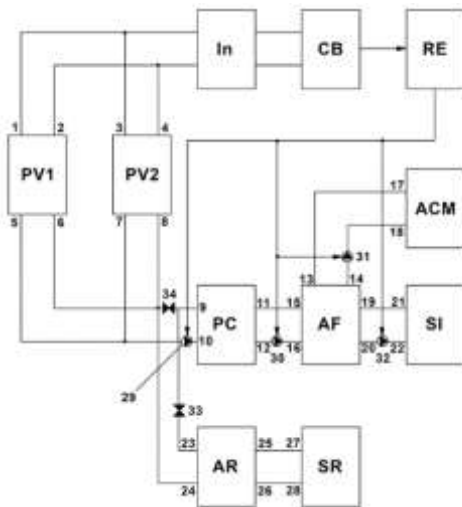 In CB RE
1 2 3 4
PV1 PV2
5 6 7 8
17
ACM
18
31
13 14
34 9 11 15 19 21
PC AF SI
10 12 30 16 20 32 22
29
33
23 25 27
AR SR
24 26 28